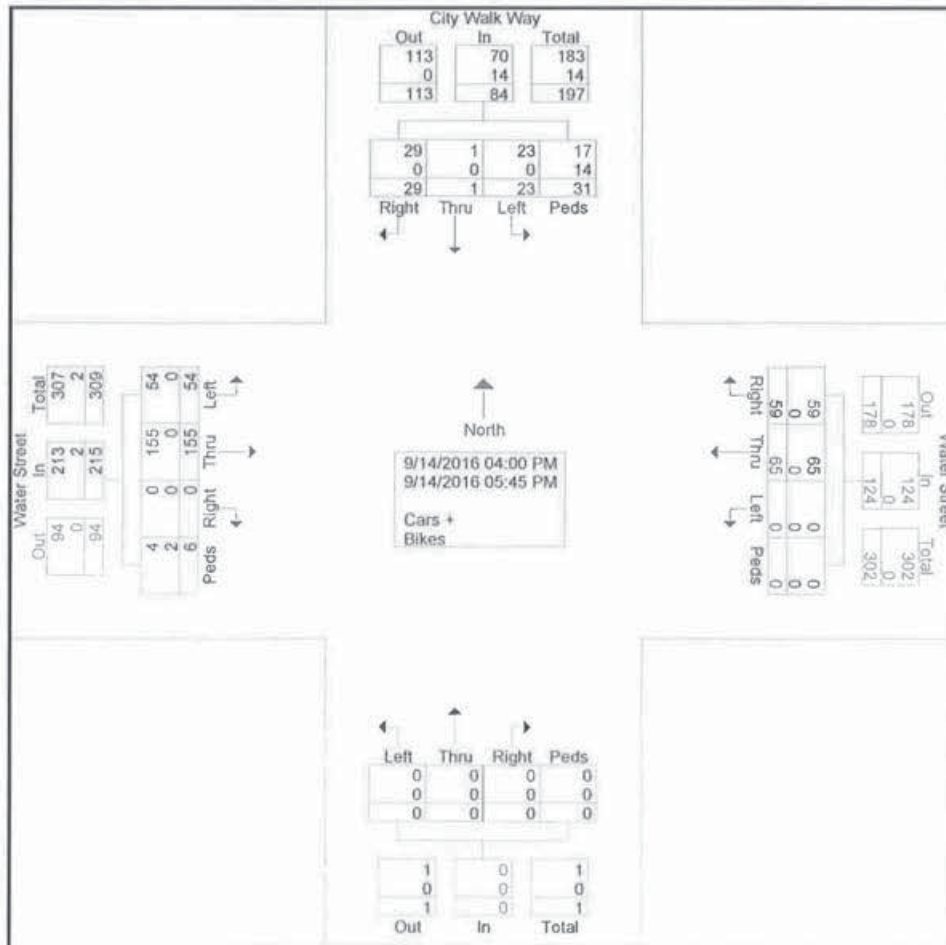 City Walk Way
Out In Total
113 70 183
0 14 14
113 84 197
29 1 23 17
0 0 0 14
29 1 23 31
Right Thru Left Peds
Water Street
Total In Out
307 213 94
2 2 0
309 215 94
54 155 0 4
0 0 0 2
54 155 0 6
Left Thru Right Peds
North
9/14/2016 04:00 PM
9/14/2016 05:45 PM
Cars +
Bikes
Water Street
Out In Total
178 124 302
0 0 0
178 124 302
59 65 0 0
0 0 0 0
59 65 0 0
Right Thru Left Peds
Left Thru Right Peds
0 0 0 0
0 0 0 0
0 0 0 0
1 0 1
0 0 0
1 0 1
Out In Total